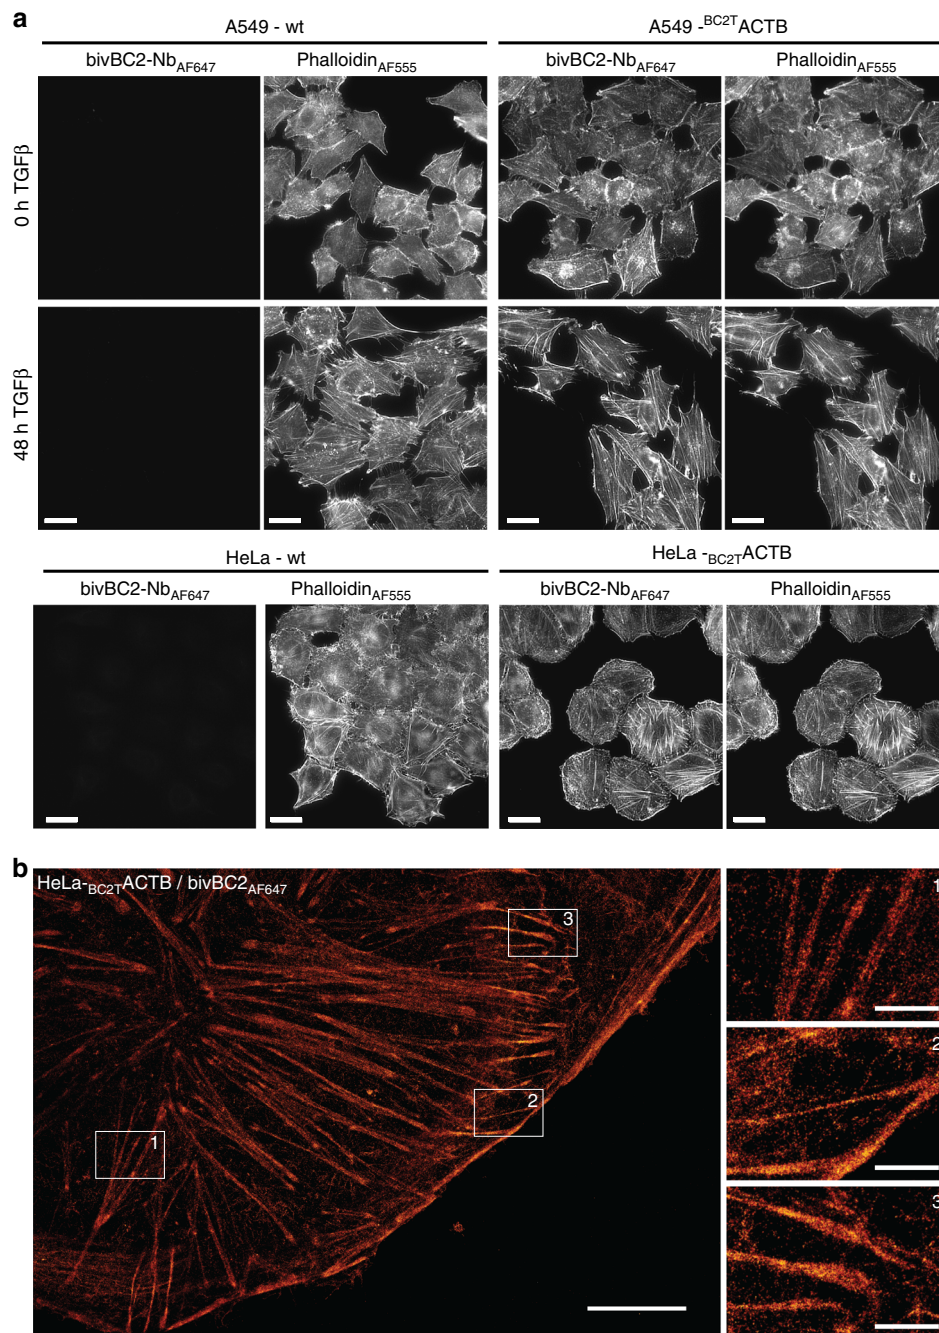 a
A549 - wt
A549 -BC2TACTB
bivBC2-NbAF647
PhalloidinAF555
bivBC2-NbAF647
PhalloidinAF555
0 h TGFβ
48 h TGFβ
HeLa - wt
HeLa -BC2TACTB
bivBC2-NbAF647
PhalloidinAF555
bivBC2-NbAF647
PhalloidinAF555
b
HeLa-BC2TACTB / bivBC2AF647
3
2
1
1
2
3